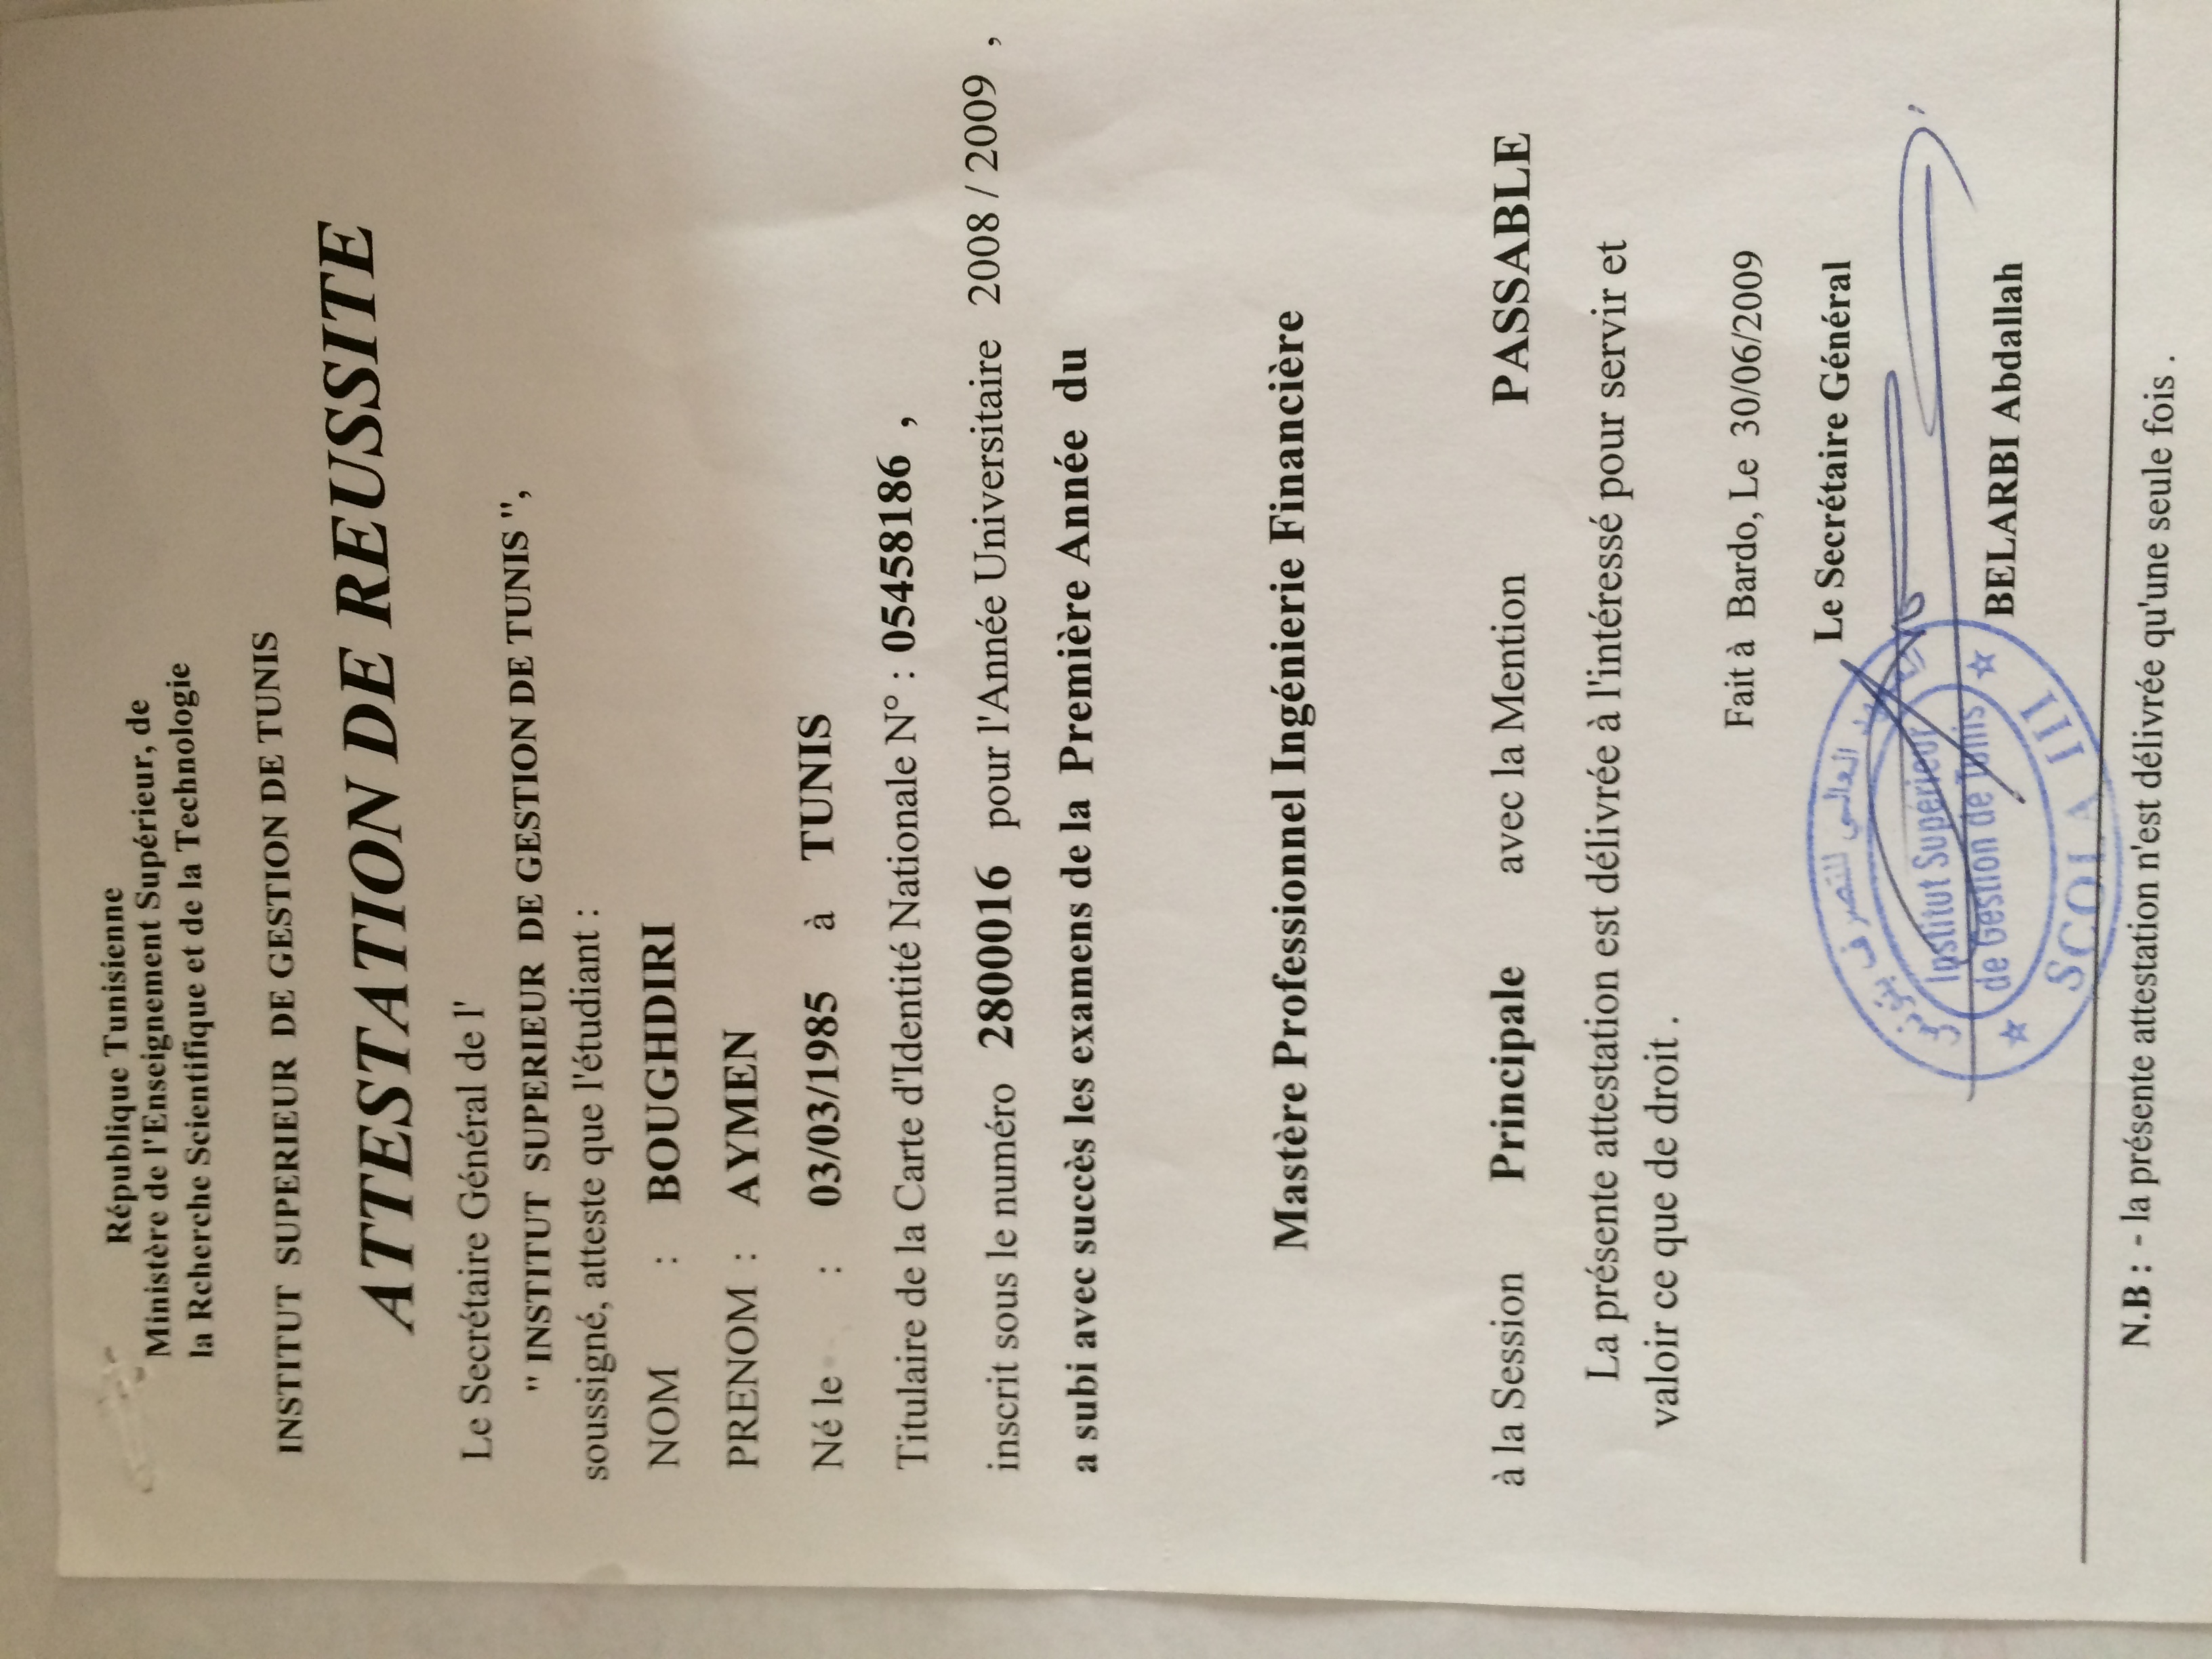 République Tunisienne
Ministère de l'Enseignement Supérieur, de
la Rcherche Scientifique et de la Technologie
INSTITUT SUPERIEUR DE GESTION DE TUNIS
ATTESTATION DE REUSSITE
Le Secrétaire Général de l'
" INSTITUT SUPERIEUR DE GESTION DE TUNIS ",
soussigné, atteste que l'étudiant :
NOM : BOUGHDIRI
PRENOM : AYMEN
Né le : 03/03/1985 à TUNIS
Titulaire de la Carte d'Identité Nationale N° : 05458186 ,
inscrit sous le numéro 2800016 pour l'Année Universitaire 2008 / 2009 ,
a subi avec succès les examens de la Première Année du
Mastère Professionnel Ingénierie Financière
à la Session Principale avec la Mention PASSABLE
La présente attestation est délivrée à l'intéressé pour servir et
valoir ce que de droit .
Fait à Bardo, Le 30/06/2009
Le Secrétaire Général
العالي للتصرف بتونس
Institut Supérieur
de Gestion de Tunis
SCOLA III
BELARBI Abdallah
N.B : - la présente attestation n'est délivrée qu'une seule fois .